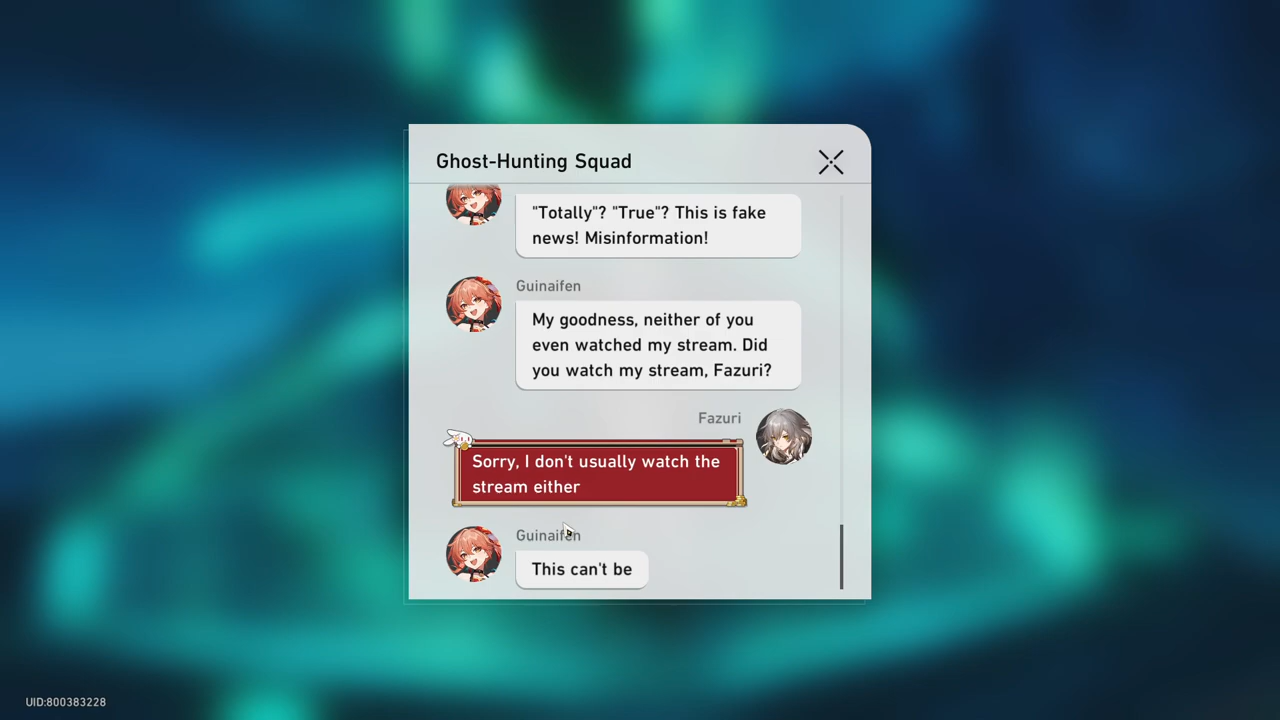 Ghost-Hunting Squad
"Totally"? "True"? This is fake
news! Misinformation!
Guinaifen
My goodness, neither of you
even watched my stream. Did
you watch my stream, Fazuri?
Fazuri
Sorry, I don't usually watch the
stream either
Guinaifen
This can't be
UID:800383228